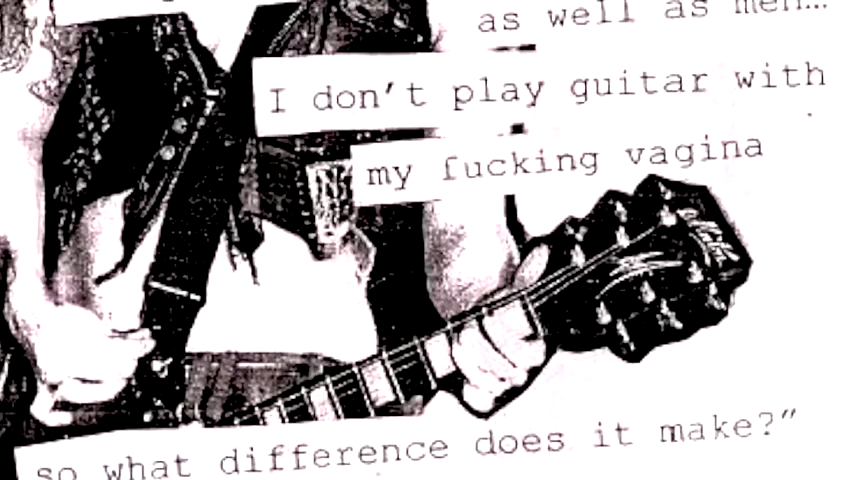 as well as men...
I don't play guitar with
my fucking vagina
so what difference does it make?"